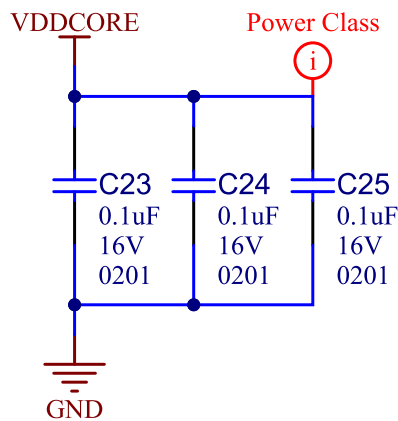 VDDCORE
Power Class
i
C23
0.1uF
16V
0201
C24
0.1uF
16V
0201
C25
0.1uF
16V
0201
GND